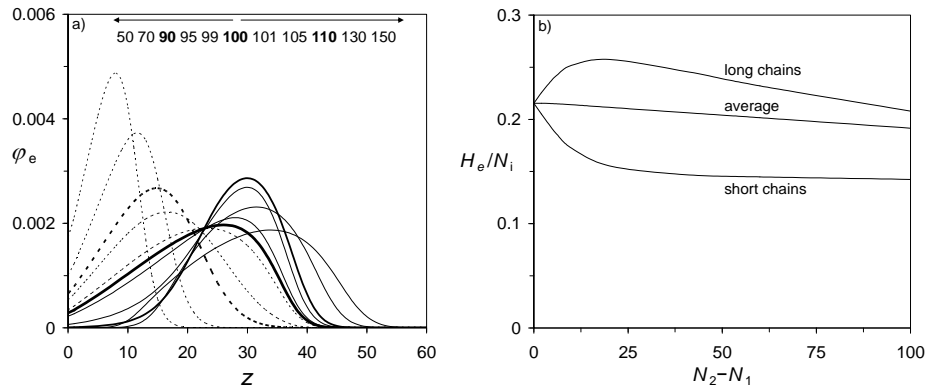 a)
50 70 90 95 99 100 101 105 110 130 150
0.006
0.004
0.002
0
φe
0 10 20 30 40 50 60
z
b)
0.3
0.2
0.1
0
He/Ni
long chains
average
short chains
0 25 50 75 100
N2−N1